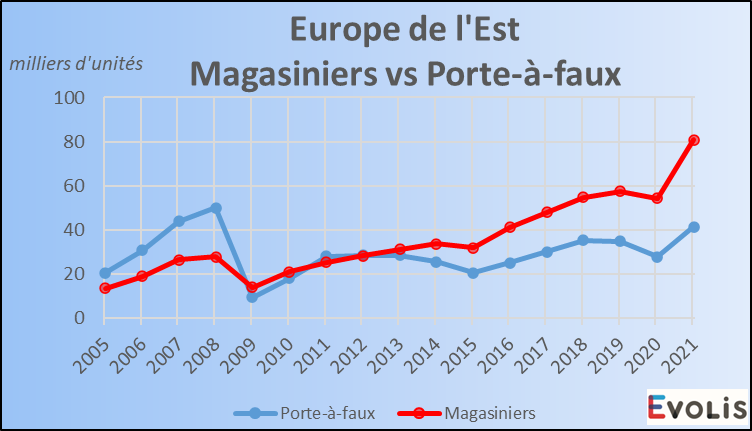 Europe de l'Est
milliers d'unités
Magasiniers vs Porte-à-faux
100
80
60
40
20
0
2005 2006 2007 2008 2009 2010 2011 2012 2013 2014 2015 2016 2017 2018 2019 2020 2021
Porte-à-faux Magasiniers
EVOLIS